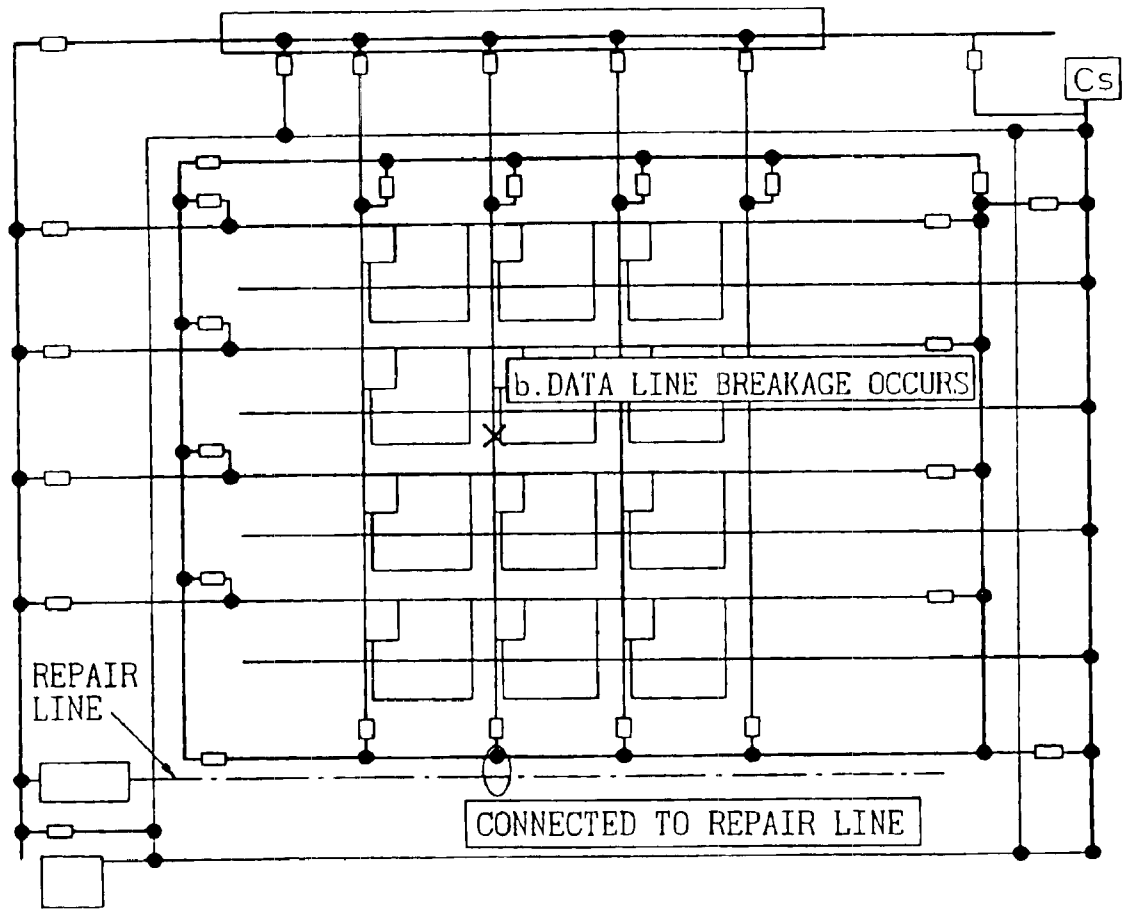 Cs
b.DATA LINE BREAKAGE OCCURS
REPAIR
LINE
CONNECTED TO REPAIR LINE